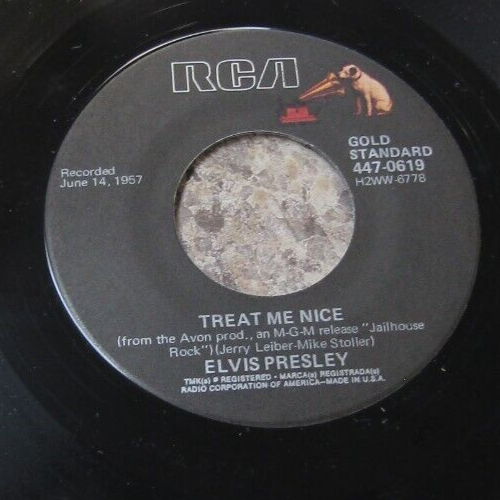 RCA
GOLD
STANDARD
447-0619
H2WW-6778
Recorded
June 14, 1957
TREAT ME NICE
(from the Avon prod., an M-G-M release "Jailhouse
Rock") (Jerry Leiber-Mike Stoller)
ELVIS PRESLEY
TMK(s) ® REGISTERED • MARCA(s) REGISTRADA(s)
RADIO CORPORATION OF AMERICA—MADE IN U.S.A.